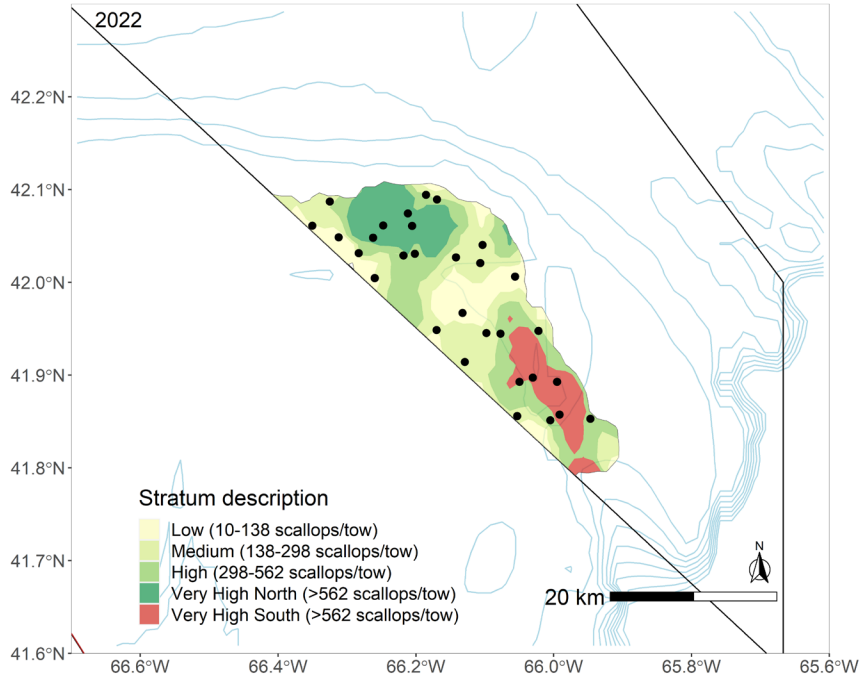 2022
42.2°N
42.1°N
42.0°N
41.9°N
41.8°N
41.7°N
41.6°N
Stratum description
Low (10-138 scallops/tow)
Medium (138-298 scallops/tow)
High (298-562 scallops/tow)
Very High North (>562 scallops/tow)
Very High South (>562 scallops/tow)
N
20 km
66.6°W
66.4°W
66.2°W
66.0°W
65.8°W
65.6°W